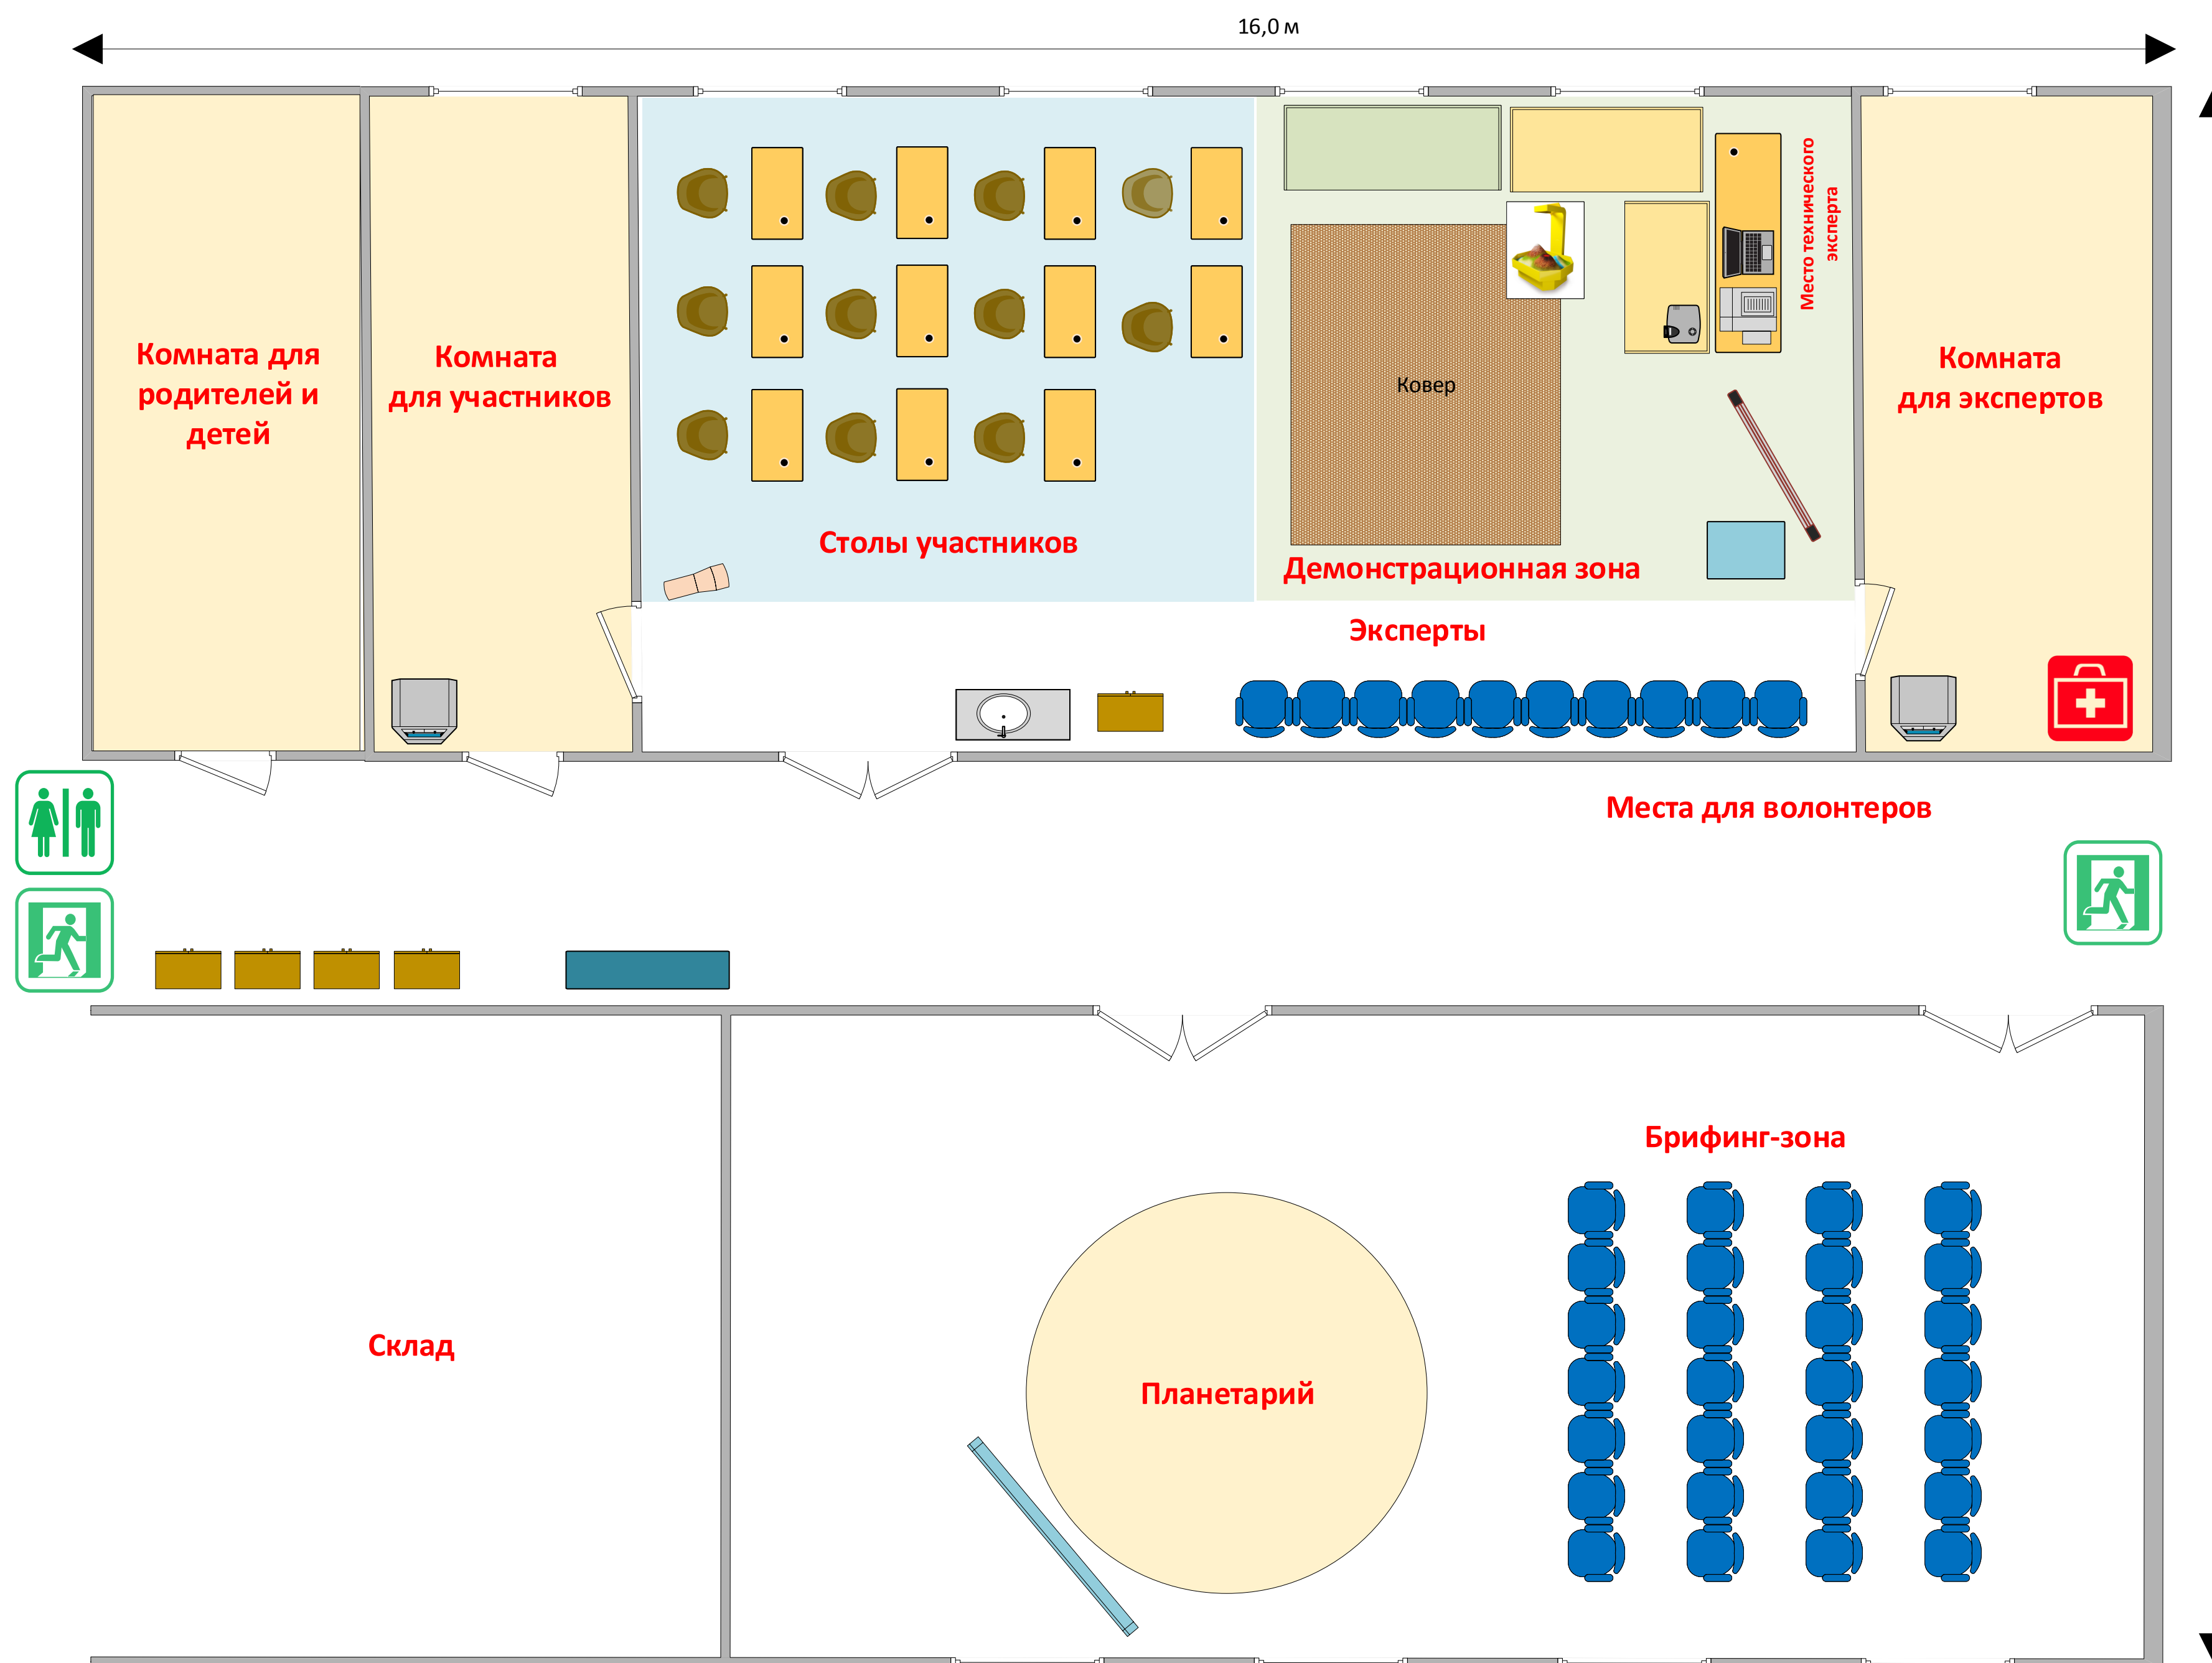 16,0 м
Комната для
родителей и
детей
Комната
для участников
Столы участников
Ковер
Демонстрационная зона
Место технического
эксперта
Комната
для экспертов
Эксперты
Места для волонтеров
Брифинг-зона
Склад
Планетарий